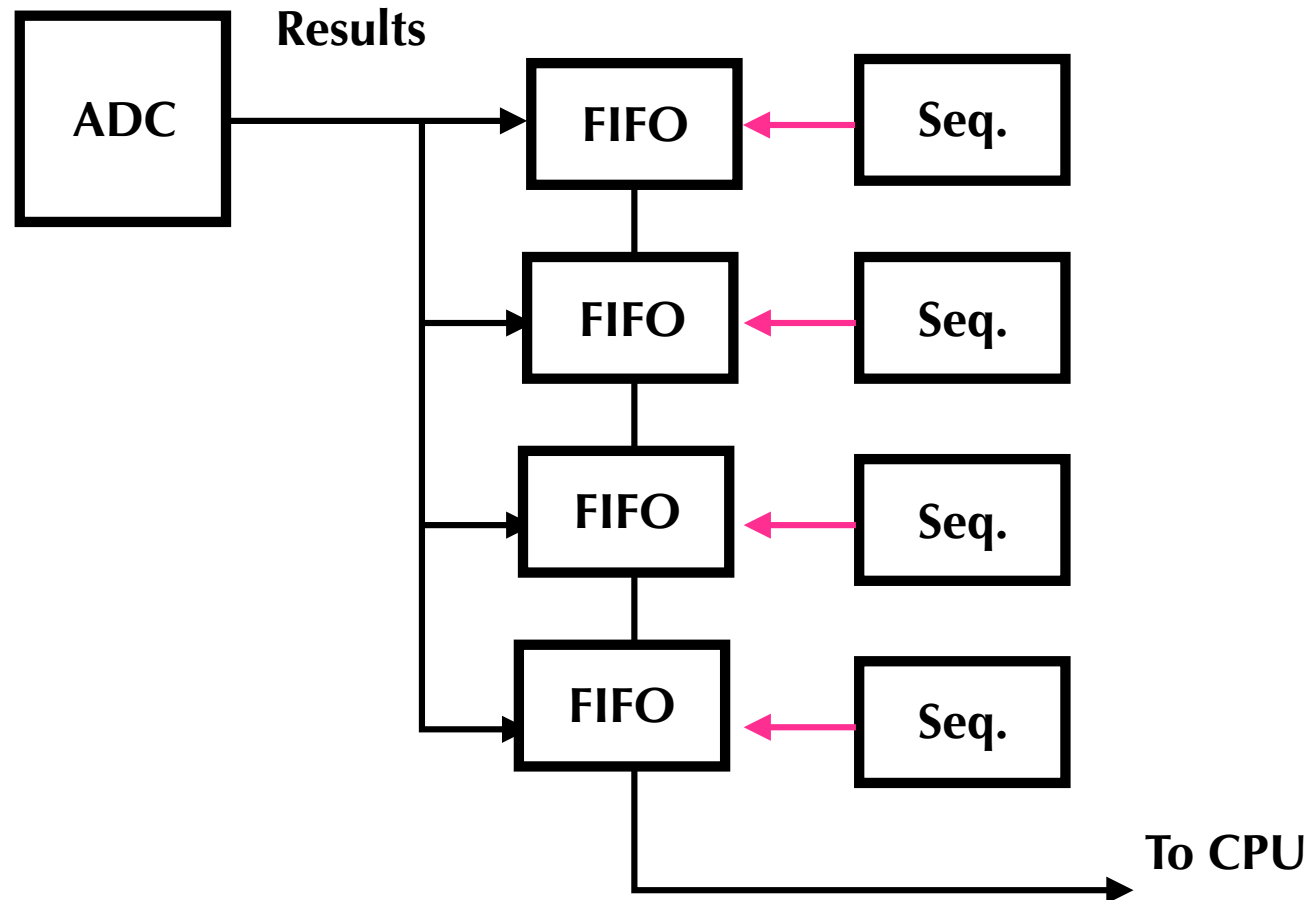 Results
ADC
FIFO
Seq.
FIFO
Seq.
FIFO
Seq.
FIFO
Seq.
To CPU